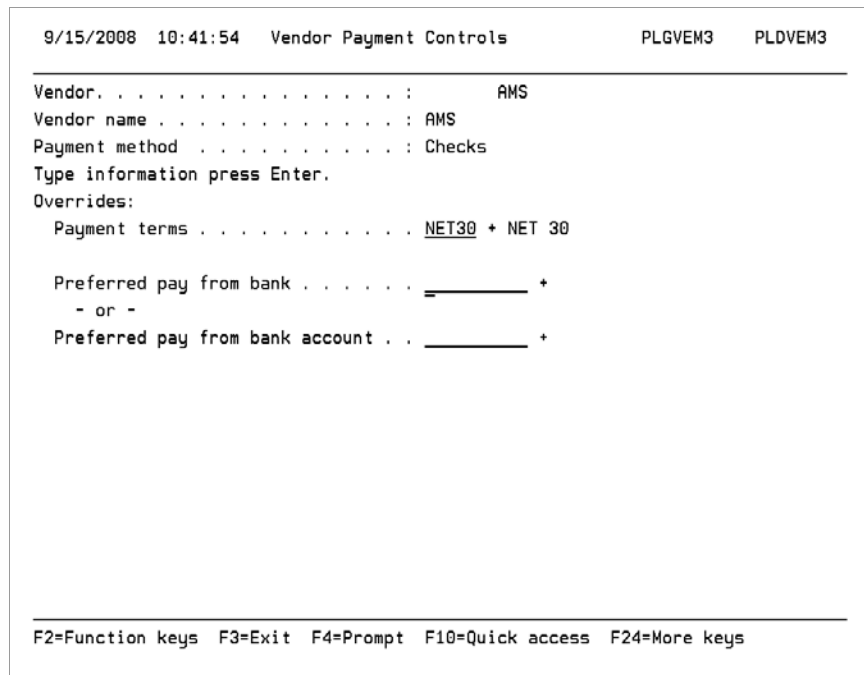 9/15/2008  10:41:54   Vendor Payment Controls                PLGVEM3    PLDVEM3
Vendor. . . . . . . . . . . . . . . . :         AMS
Vendor name . . . . . . . . . . . . . : AMS
Payment method  . . . . . . . . . . : Checks
Type information press Enter.
Overrides:
  Payment terms . . . . . . . . . . . NET30 + NET 30
  Preferred pay from bank . . . . . . __________ +
    - or -
  Preferred pay from bank account . . __________ +
F2=Function keys  F3=Exit  F4=Prompt  F10=Quick access  F24=More keys